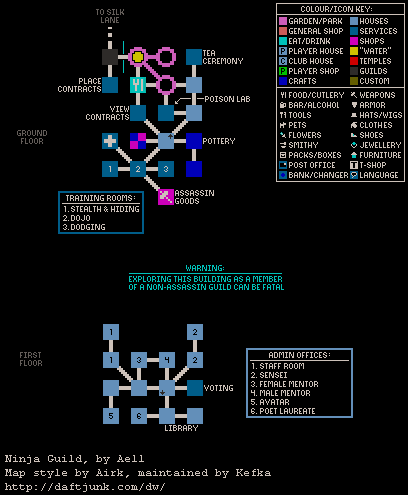 TO SILK
LANE
TEA
CEREMONY
PLACE
CONTRACTS
POISON LAB
VIEW
CONTRACTS
GROUND
FLOOR
POTTERY
1 2 3
ASSASSIN
GOODS
TRAINING ROOMS:
1. STEALTH & HIDING
2. DOJO
3. DODGING
COLOUR/ICON KEY:
GARDEN/PARK
HOUSES
GENERAL SHOP
SERVICES
EAT/DRINK
SHOPS
P PLAYER HOUSE
"WATER"
C CLUB HOUSE
TEMPLES
P PLAYER SHOP
GUILDS
CRAFTS
CUSTOM
FOOD/CUTLERY
WEAPONS
BAR/ALCOHOL
ARMOR
TOOLS
HATS/WIGS
PETS
CLOTHES
FLOWERS
SHOES
SMITHY
JEWELLERY
PACKS/BOXES
FURNITURE
POST OFFICE
T T-SHOP
BANK/CHANGER
LANGUAGE
WARNING:
EXPLORING THIS BUILDING AS A MEMBER
OF A NON-ASSASSIN GUILD CAN BE FATAL
FIRST
FLOOR
1 2
1 3 4 2
VOTING
5 6
LIBRARY
ADMIN OFFICES:
1. STAFF ROOM
2. SENSEI
3. FEMALE MENTOR
4. MALE MENTOR
5. AVATAR
6. POET LAUREATE
Ninja Guild, by Aell
Map style by Airk, maintained by Kefka
http://daftjunk.com/dw/